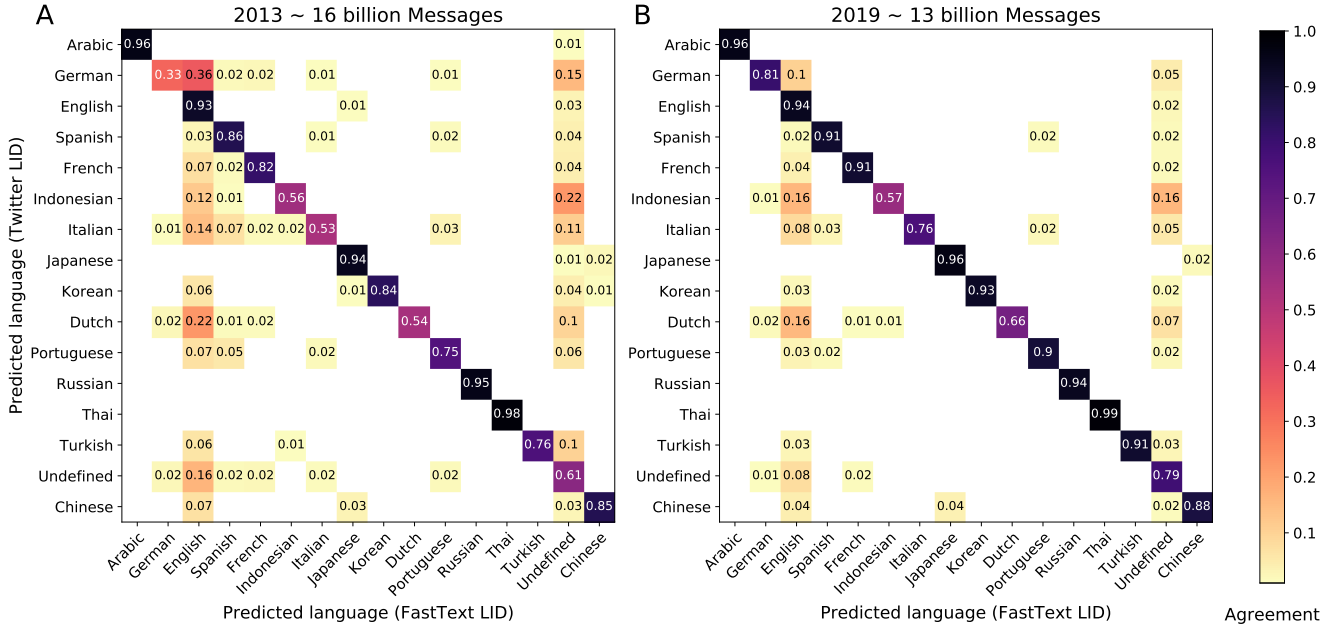 A
2013 ~ 16 billion Messages
Predicted language (Twitter LID)
Arabic 0.96 0.01
German 0.33 0.36 0.02 0.02 0.01 0.01 0.15
English 0.93 0.01 0.03
Spanish 0.03 0.86 0.01 0.02 0.04
French 0.07 0.02 0.82 0.04
Indonesian 0.12 0.01 0.56 0.22
Italian 0.01 0.14 0.07 0.02 0.02 0.53 0.03 0.11
Japanese 0.94 0.01 0.02
Korean 0.06 0.01 0.84 0.04 0.01
Dutch 0.02 0.22 0.01 0.02 0.54 0.1
Portuguese 0.07 0.05 0.02 0.75 0.06
Russian 0.95
Thai 0.98
Turkish 0.06 0.01 0.76 0.1
Undefined 0.02 0.16 0.02 0.02 0.02 0.02 0.61
Chinese 0.07 0.03 0.03 0.85
Arabic German English Spanish French Indonesian Italian Japanese Korean Dutch Portuguese Russian Thai Turkish Undefined Chinese
Predicted language (FastText LID)
B
2019 ~ 13 billion Messages
Arabic 0.96
German 0.81 0.1 0.05
English 0.94 0.02
Spanish 0.02 0.91 0.02 0.02
French 0.04 0.91 0.02
Indonesian 0.01 0.16 0.57 0.16
Italian 0.08 0.03 0.76 0.02 0.05
Japanese 0.96 0.02
Korean 0.03 0.93 0.02
Dutch 0.02 0.16 0.01 0.01 0.66 0.07
Portuguese 0.03 0.02 0.9 0.02
Russian 0.94
Thai 0.99
Turkish 0.03 0.91 0.03
Undefined 0.01 0.08 0.02 0.79
Chinese 0.04 0.04 0.02 0.88
Arabic German English Spanish French Indonesian Italian Japanese Korean Dutch Portuguese Russian Thai Turkish Undefined Chinese
Predicted language (FastText LID)
1.0
0.9
0.8
0.7
0.6
0.5
0.4
0.3
0.2
0.1
Agreement